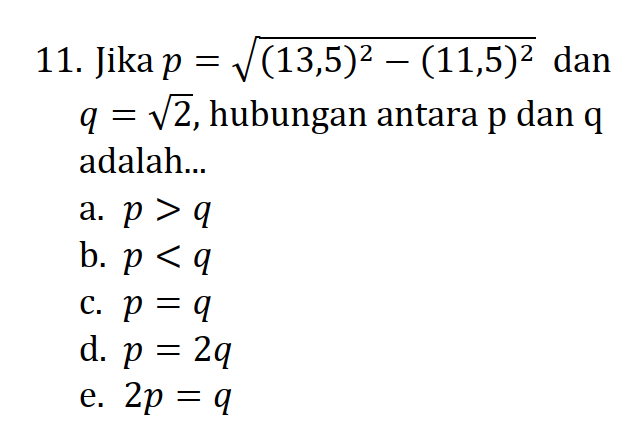 11. Jika p = √(13,5)² – (11,5)² dan
q = √2, hubungan antara p dan q
adalah...
a. p > q
b. p < q
c. p = q
d. p = 2q
e. 2p = q